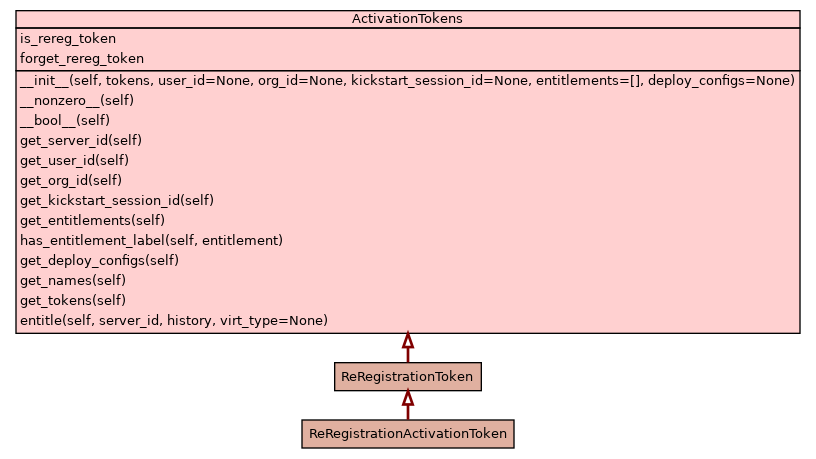 ActivationTokens
is_rereg_token
forget_rereg_token
__init__(self, tokens, user_id=None, org_id=None, kickstart_session_id=None, entitlements=[], deploy_configs=None)
__nonzero__(self)
__bool__(self)
get_server_id(self)
get_user_id(self)
get_org_id(self)
get_kickstart_session_id(self)
get_entitlements(self)
has_entitlement_label(self, entitlement)
get_deploy_configs(self)
get_names(self)
get_tokens(self)
entitle(self, server_id, history, virt_type=None)
ReRegistrationToken
ReRegistrationActivationToken